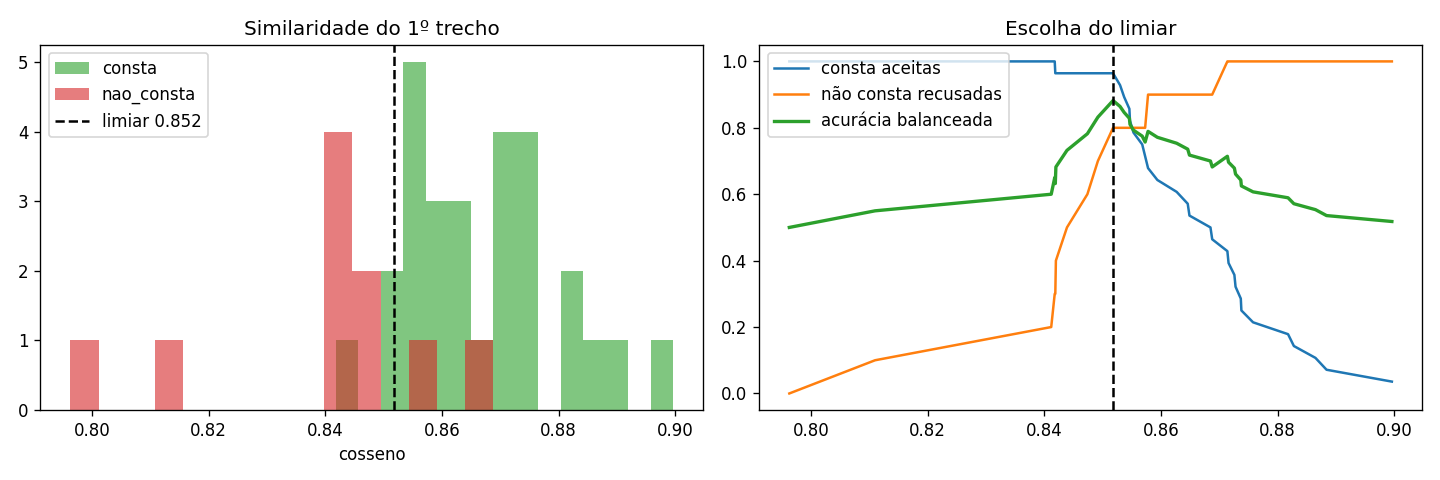 Similaridade do 1º trecho
consta
nao_consta
limiar 0.852
5
4
3
2
1
0
0.80 0.82 0.84 0.86 0.88 0.90
cosseno
Escolha do limiar
consta aceitas
não consta recusadas
acurácia balanceada
1.0
0.8
0.6
0.4
0.2
0.0
0.80 0.82 0.84 0.86 0.88 0.90